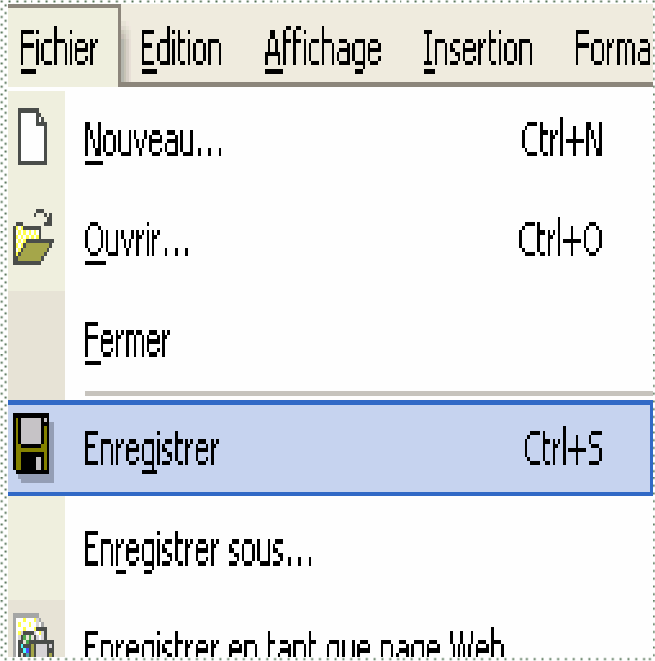 Fichier Edition Affichage Insertion Forma
Nouveau... Ctrl+N
Ouvrir... Ctrl+O
Fermer
Enregistrer Ctrl+S
Enregistrer sous...
Enregistrer en tant que page Web